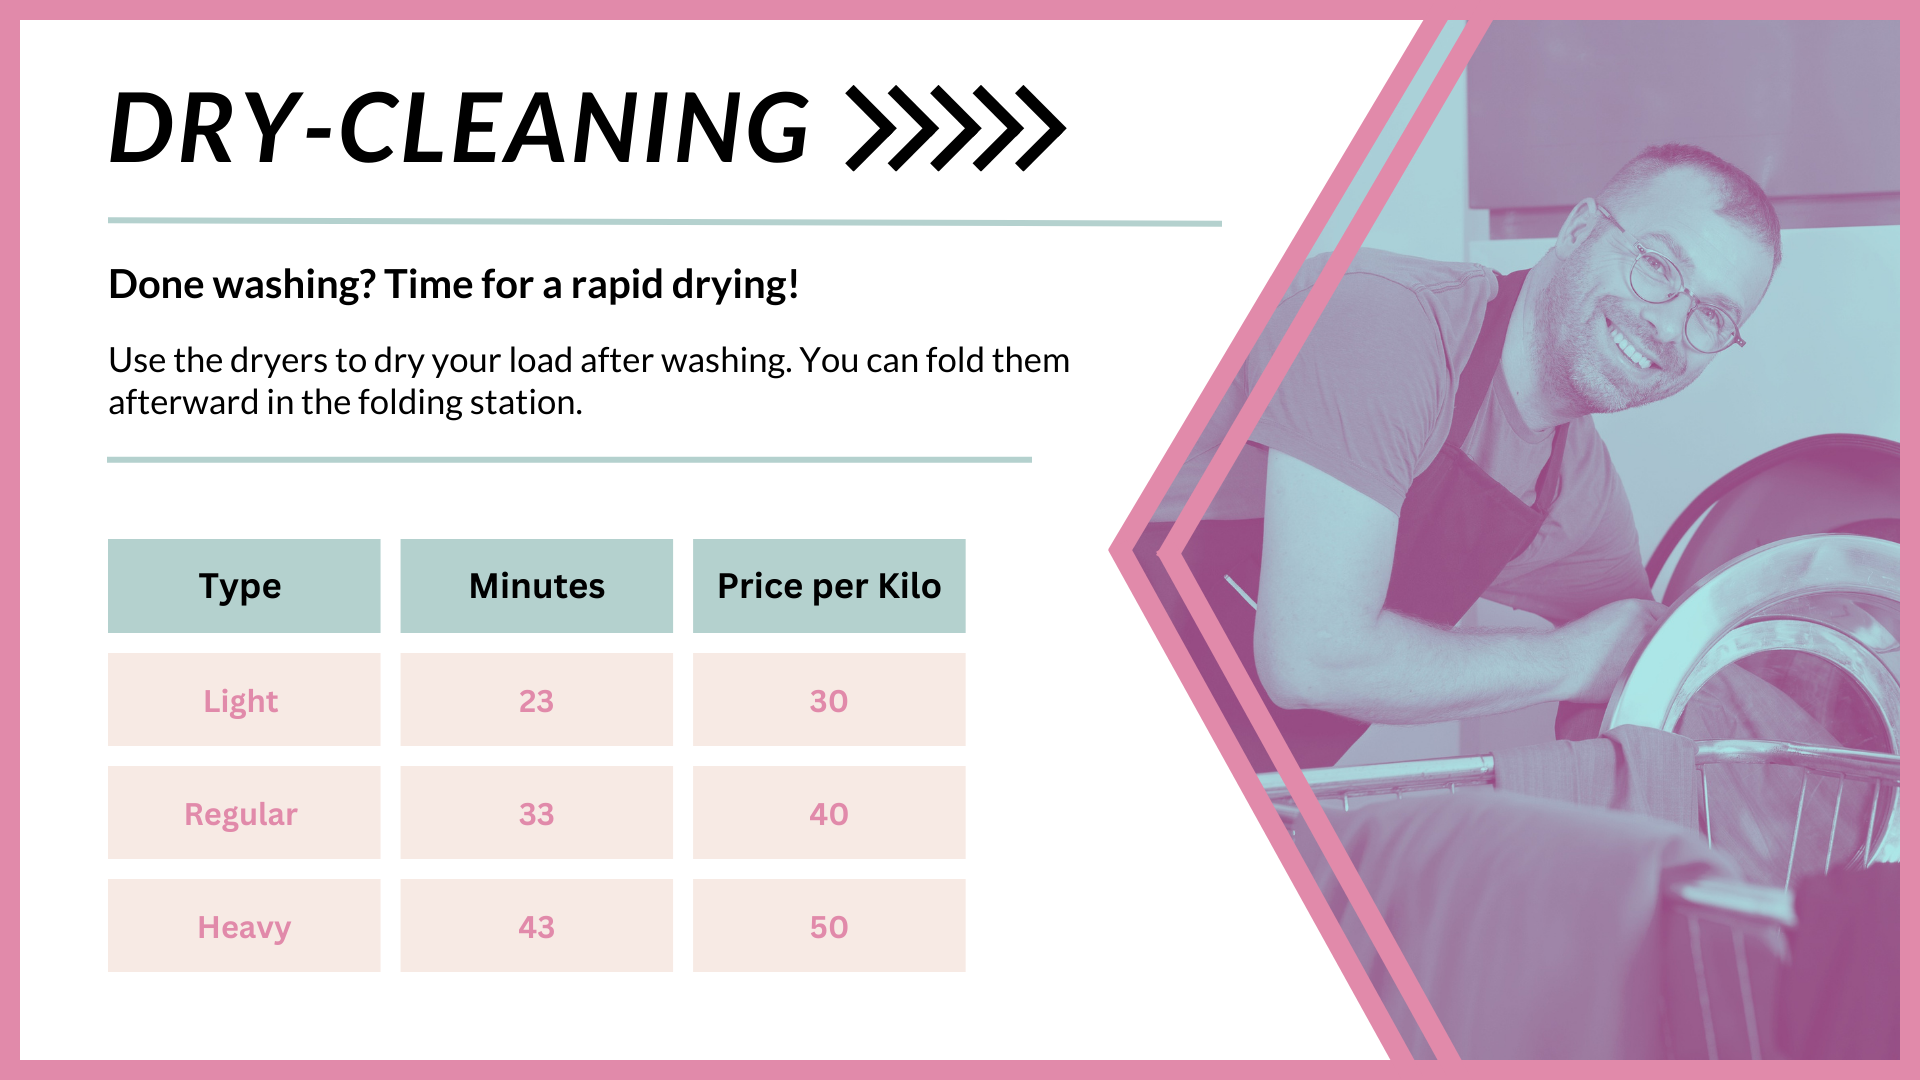 DRY-CLEANING
Done washing? Time for a rapid drying!
Use the dryers to dry your load after washing. You can fold them
afterward in the folding station.
Type Minutes Price per Kilo
Light 23 30
Regular 33 40
Heavy 43 50